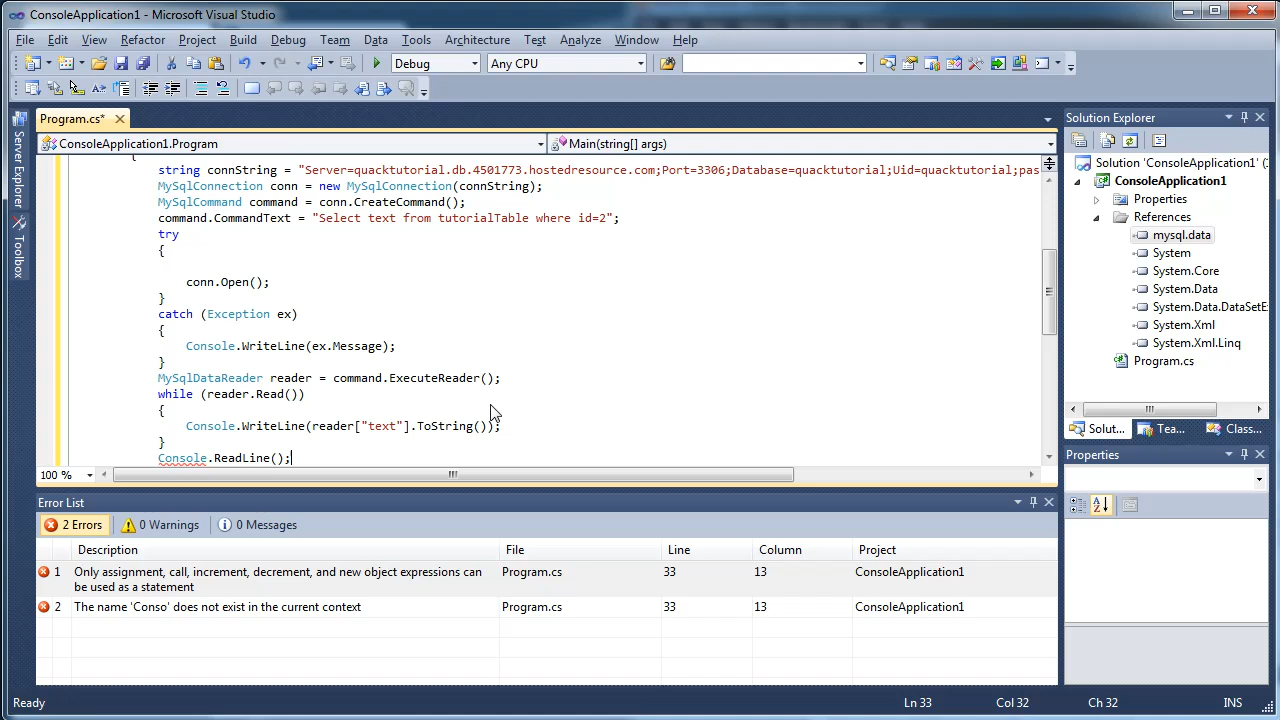 ConsoleApplication1 - Microsoft Visual Studio
File Edit View Refactor Project Build Debug Team Data Tools Architecture Test Analyze Window Help
Debug Any CPU
Program.cs*
ConsoleApplication1.Program Main(string[] args)
{
string connString = "Server=quacktutorial.db.4501773.hostedresource.com;Port=3306;Database=quacktutorial;Uid=quacktutorial;pas
MySqlConnection conn = new MySqlConnection(connString);
MySqlCommand command = conn.CreateCommand();
command.CommandText = "Select text from tutorialTable where id=2";
try
{
conn.Open();
}
catch (Exception ex)
{
Console.WriteLine(ex.Message);
}
MySqlDataReader reader = command.ExecuteReader();
while (reader.Read())
{
Console.WriteLine(reader["text"].ToString());
}
Console.ReadLine();
100 %
Server Explorer
Toolbox
Solution Explorer
Solution 'ConsoleApplication1' (
ConsoleApplication1
Properties
References
mysql.data
System
System.Core
System.Data
System.Data.DataSetE
System.Xml
System.Xml.Linq
Program.cs
Solut... Tea... Class...
Properties
Error List
2 Errors 0 Warnings 0 Messages
Description File Line Column Project
1 Only assignment, call, increment, decrement, and new object expressions can Program.cs 33 13 ConsoleApplication1
be used as a statement
2 The name 'Conso' does not exist in the current context Program.cs 33 13 ConsoleApplication1
Ready Ln 33 Col 32 Ch 32 INS